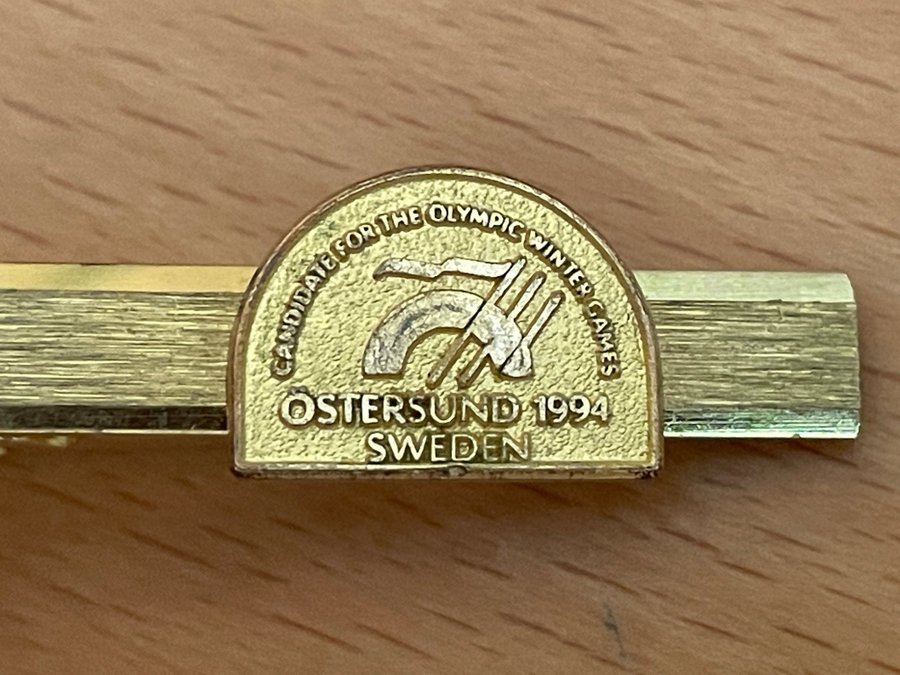 CANDIDATE FOR THE OLYMPIC WINTER GAMES
ÖSTERSUND 1994
SWEDEN